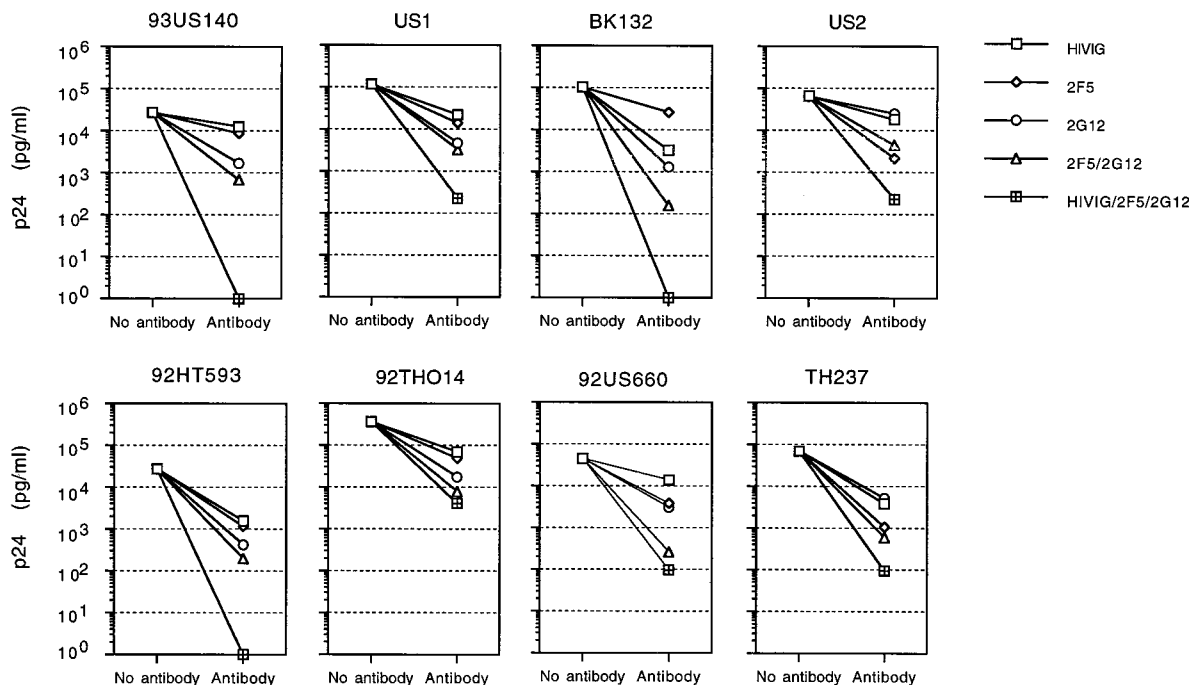 93US140 US1 BK132 US2
p24 (pg/ml)
10^6
10^5
10^4
10^3
10^2
10^1
10^0
No antibody Antibody No antibody Antibody No antibody Antibody No antibody Antibody
HIVIG
2F5
2G12
2F5/2G12
HIVIG/2F5/2G12
92HT593 92THO14 92US660 TH237
p24 (pg/ml)
10^6
10^5
10^4
10^3
10^2
10^1
10^0
No antibody Antibody No antibody Antibody No antibody Antibody No antibody Antibody